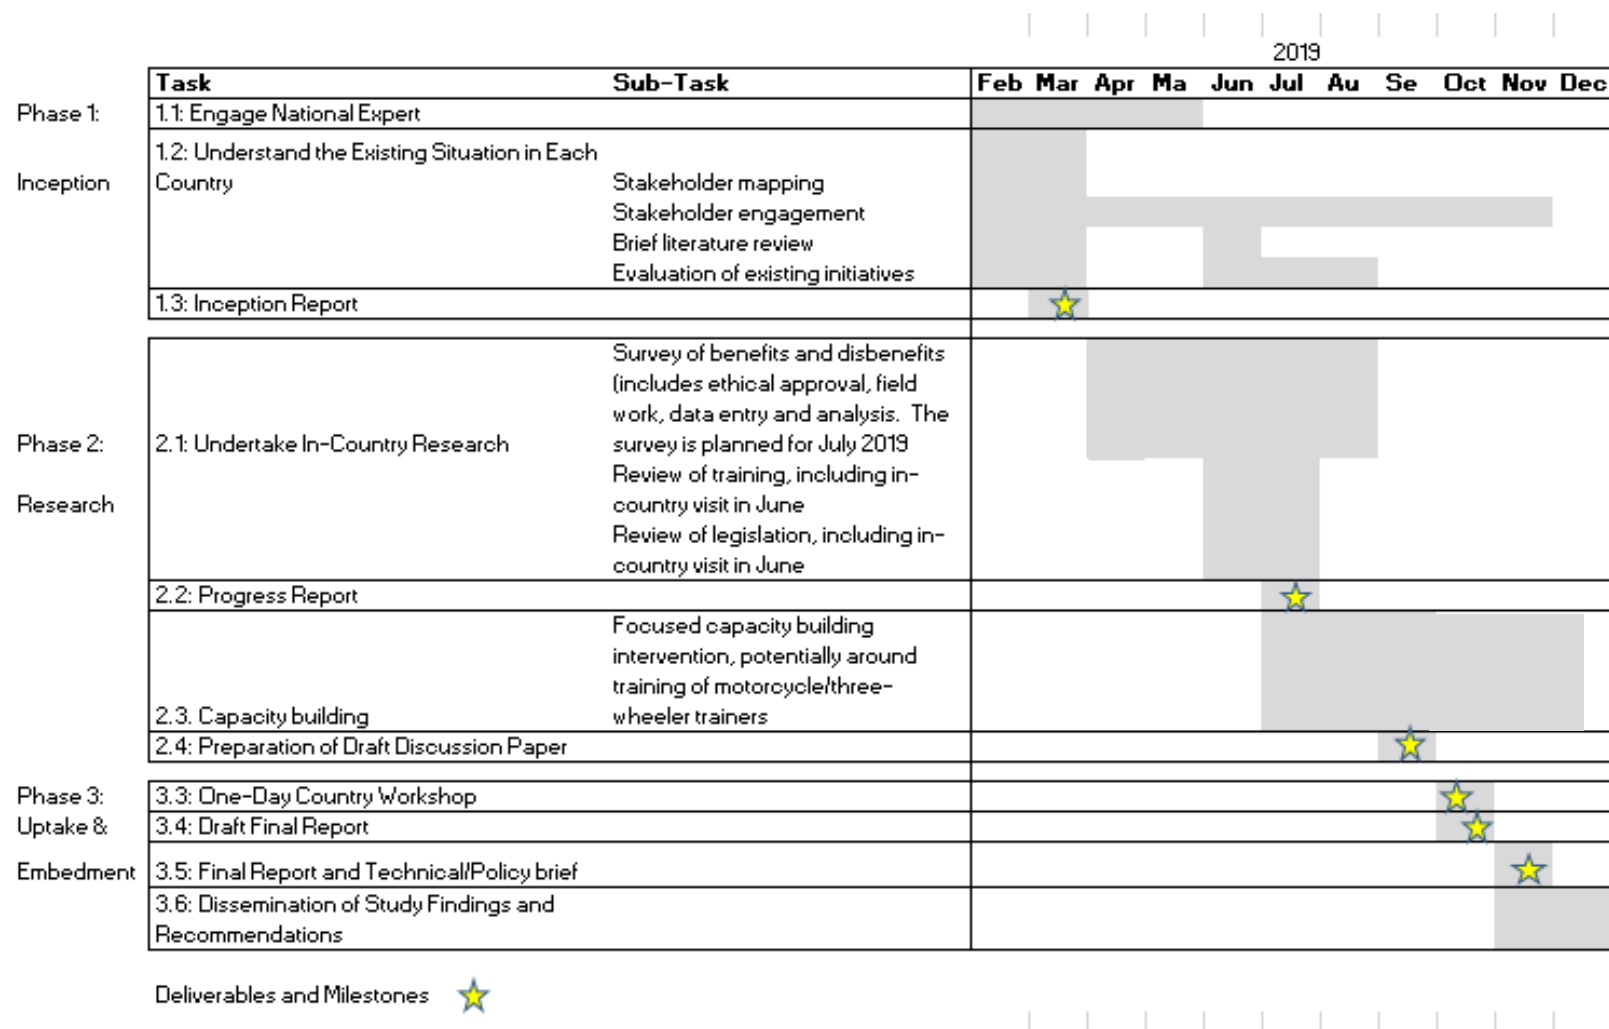 2019
Task Sub-Task Feb Mar Apr Ma Jun Jul Au Se Oct Nov Dec
Phase 1: 1.1: Engage National Expert
1.2: Understand the Existing Situation in Each
Inception Country Stakeholder mapping
Stakeholder engagement
Brief literature review
Evaluation of existing initiatives
1.3: Inception Report
Survey of benefits and disbenefits
(includes ethical approval, field
work, data entry and analysis. The
Phase 2: 2.1: Undertake In-Country Research survey is planned for July 2019
Review of training, including in-
Research country visit in June
Review of legislation, including in-
country visit in June
2.2: Progress Report
Focused capacity building
intervention, potentially around
training of motorcycle/three-
2.3. Capacity building wheeler trainers
2.4: Preparation of Draft Discussion Paper
Phase 3: 3.3: One-Day Country Workshop
Uptake & 3.4: Draft Final Report
Embedment 3.5: Final Report and Technical/Policy brief
3.6: Dissemination of Study Findings and
Recommendations
Deliverables and Milestones